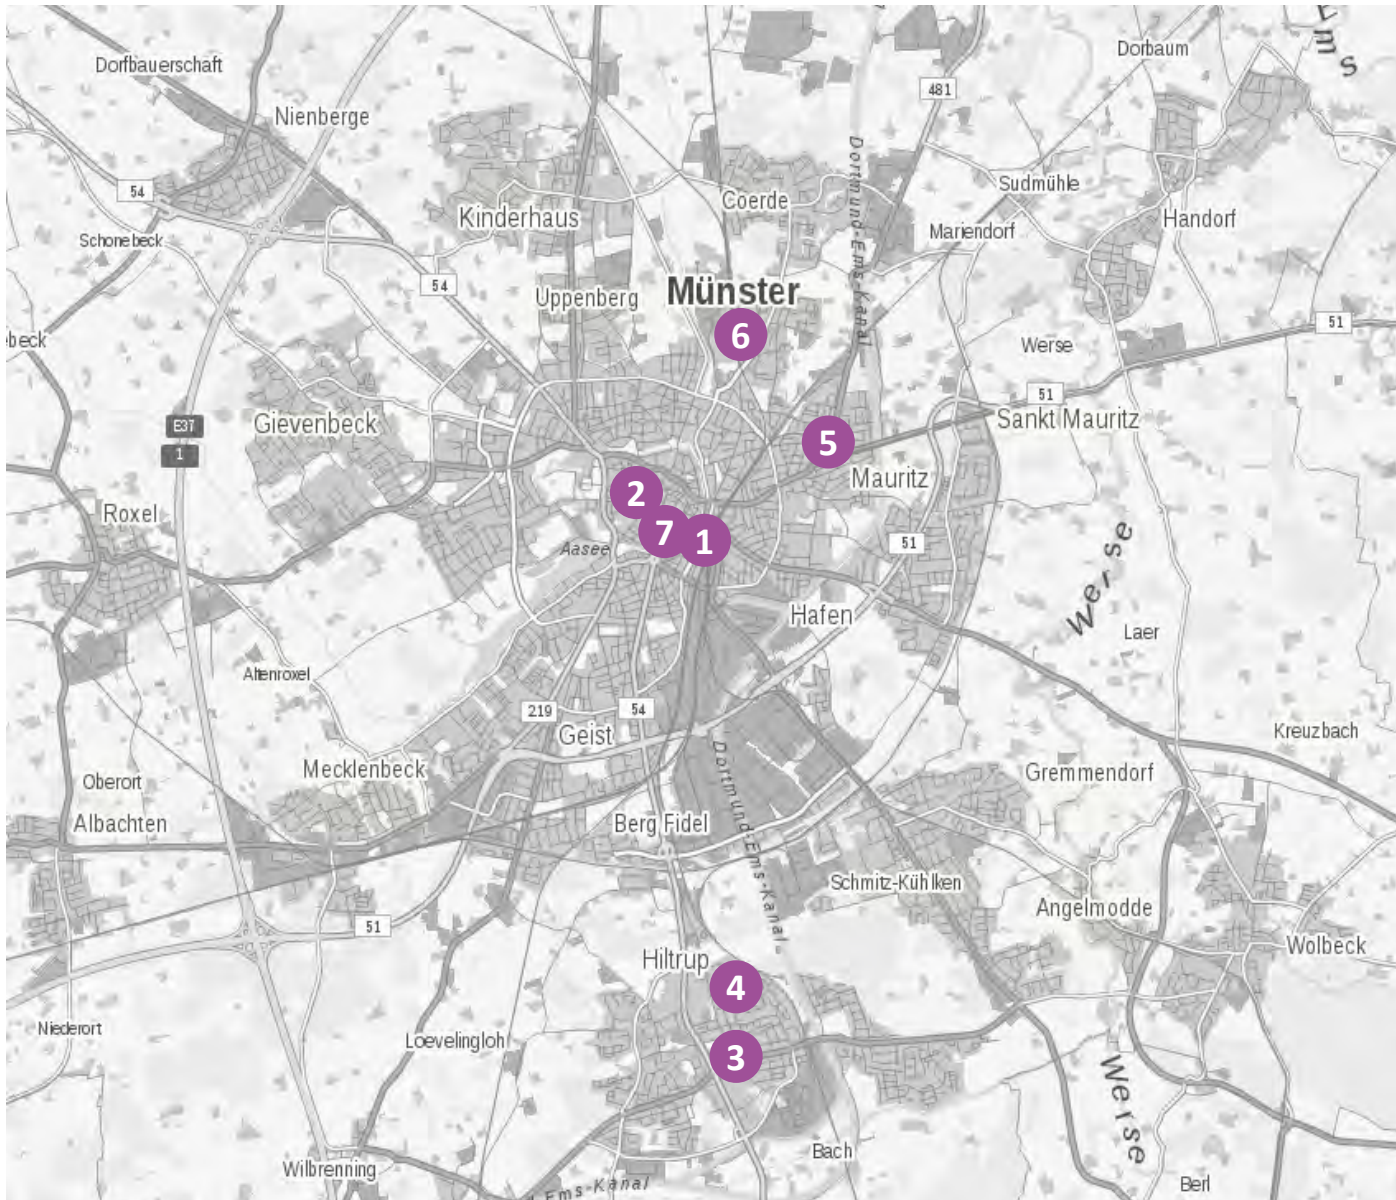 Ems
Dorbaum
Dorfbauerschaft
481
Nienberge
54
Sudmühle
Coerde
Kinderhaus
Handorf
Dortmund-Ems-Kanal
Mariendorf
Schonebeck
54
Münster
Uppenberg
51
6
ebeck
Werse
51
E37
Gievenbeck
Sankt Mauritz
5
1
Mauritz
2
Roxel
7
1
51
Aasee
Werse
Hafen
Laer
Altenroxel
219
54
Geist
Kreuzbach
Mecklenbeck
Gremmendorf
Oberort
Dortmund-Ems-Kanal
Albachten
Berg Fidel
Schmitz-Kühlken
Angelmodde
51
Wolbeck
Hiltrup
4
Niederort
Loevelingloh
3
Werse
Bach
Wilbrenning
Berl
Ems-Kanal